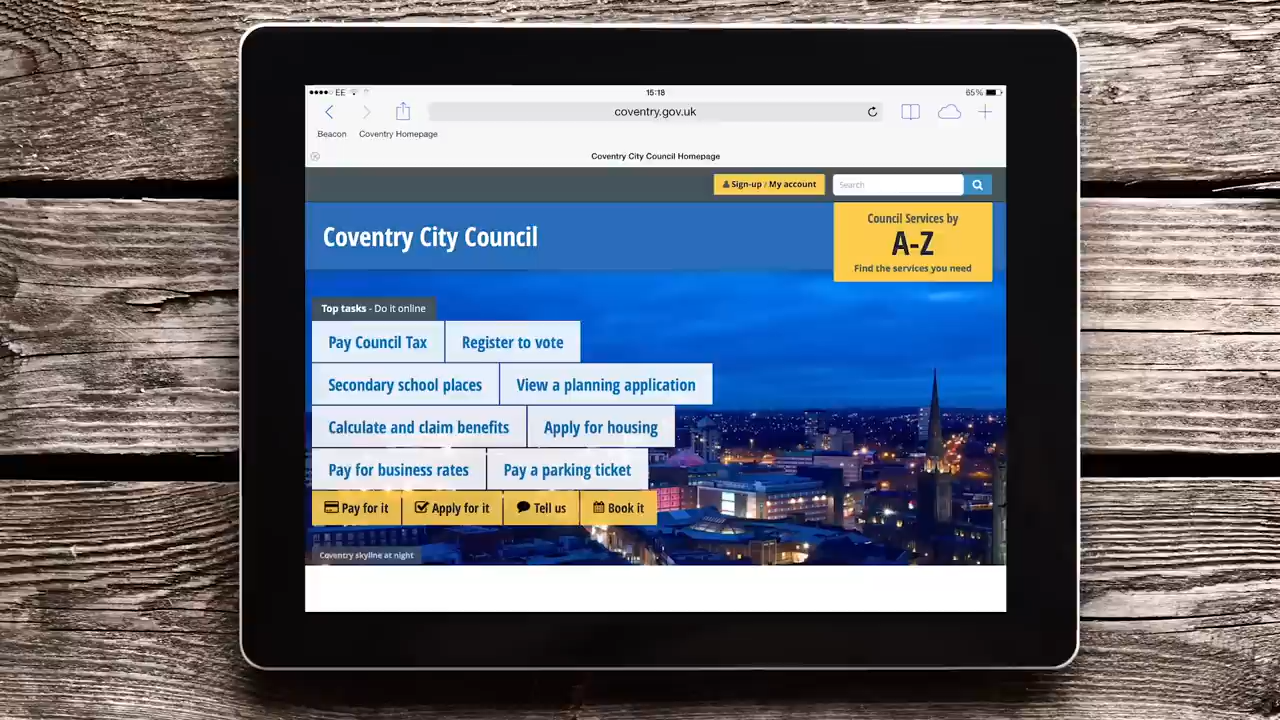 EE
15:18
65%
coventry.gov.uk
Beacon
Coventry Homepage
Coventry City Council Homepage
Sign-up / My account
Search
Coventry City Council
Council Services by
A-Z
Find the services you need
Top tasks - Do it online
Pay Council Tax
Register to vote
Secondary school places
View a planning application
Calculate and claim benefits
Apply for housing
Pay for business rates
Pay a parking ticket
Pay for it
Apply for it
Tell us
Book it
Coventry skyline at night